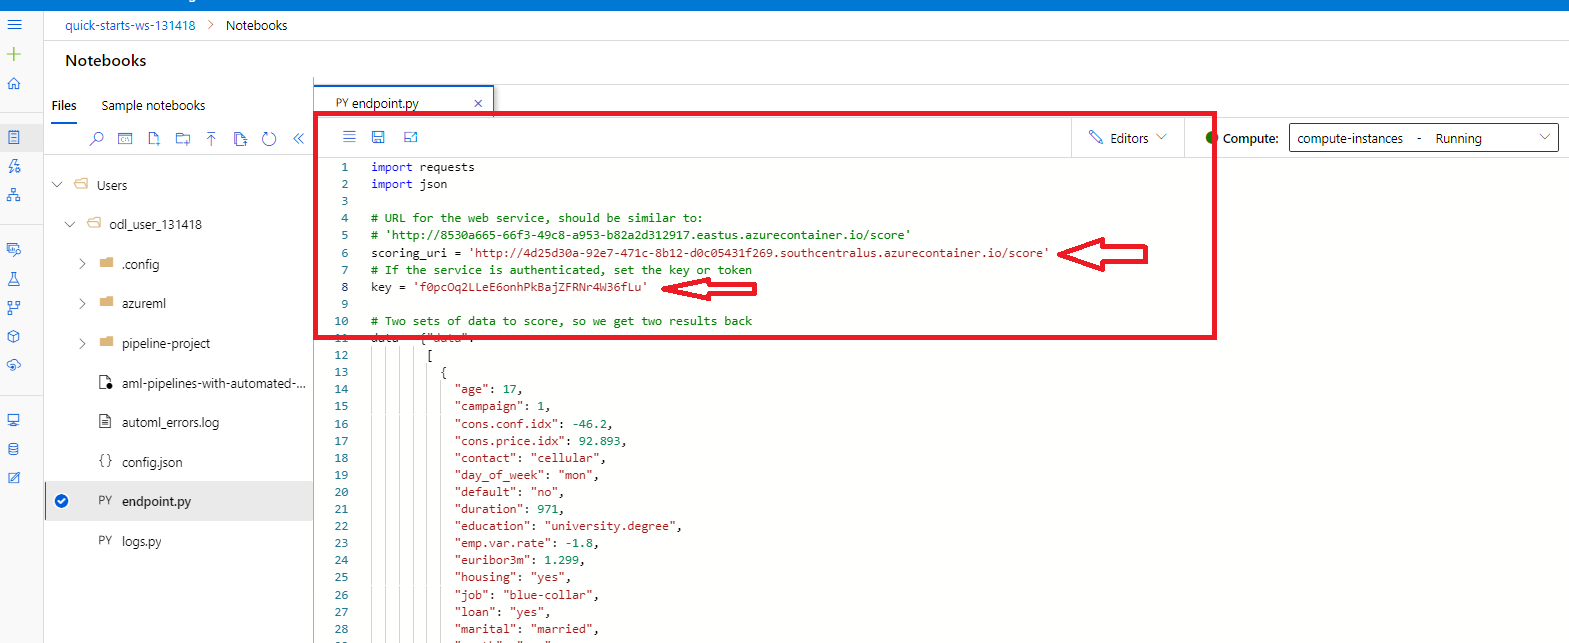 quick-starts-ws-131418 > Notebooks
Notebooks
Files Sample notebooks
PY endpoint.py ×
Editors
Compute: compute-instances - Running
Users
odl_user_131418
.config
azureml
pipeline-project
aml-pipelines-with-automated-...
automl_errors.log
{} config.json
PY endpoint.py
PY logs.py
1 import requests
2 import json
3
4 # URL for the web service, should be similar to:
5 # 'http://8530a665-66f3-49c8-a953-b82a2d312917.eastus.azurecontainer.io/score'
6 scoring_uri = 'http://4d25d30a-92e7-471c-8b12-d0c05431f269.southcentralus.azurecontainer.io/score'
7 # If the service is authenticated, set the key or token
8 key = 'f0pcOq2LLeE6onhPkBajZFRNr4W36fLu'
9
10 # Two sets of data to score, so we get two results back
12 [
13 {
14 "age": 17,
15 "campaign": 1,
16 "cons.conf.idx": -46.2,
17 "cons.price.idx": 92.893,
18 "contact": "cellular",
19 "day_of_week": "mon",
20 "default": "no",
21 "duration": 971,
22 "education": "university.degree",
23 "emp.var.rate": -1.8,
24 "euribor3m": 1.299,
25 "housing": "yes",
26 "job": "blue-collar",
27 "loan": "yes",
28 "marital": "married",